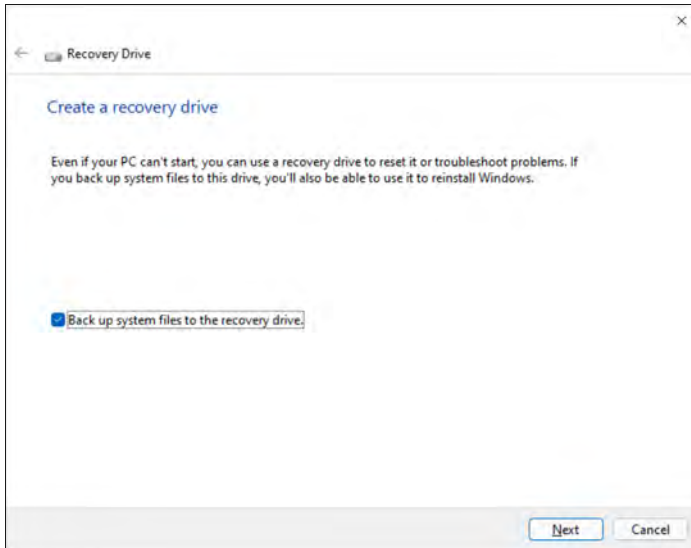 Recovery Drive
Create a recovery drive
Even if your PC can't start, you can use a recovery drive to reset it or troubleshoot problems. If
you back up system files to this drive, you'll also be able to use it to reinstall Windows.
Back up system files to the recovery drive.
Next Cancel